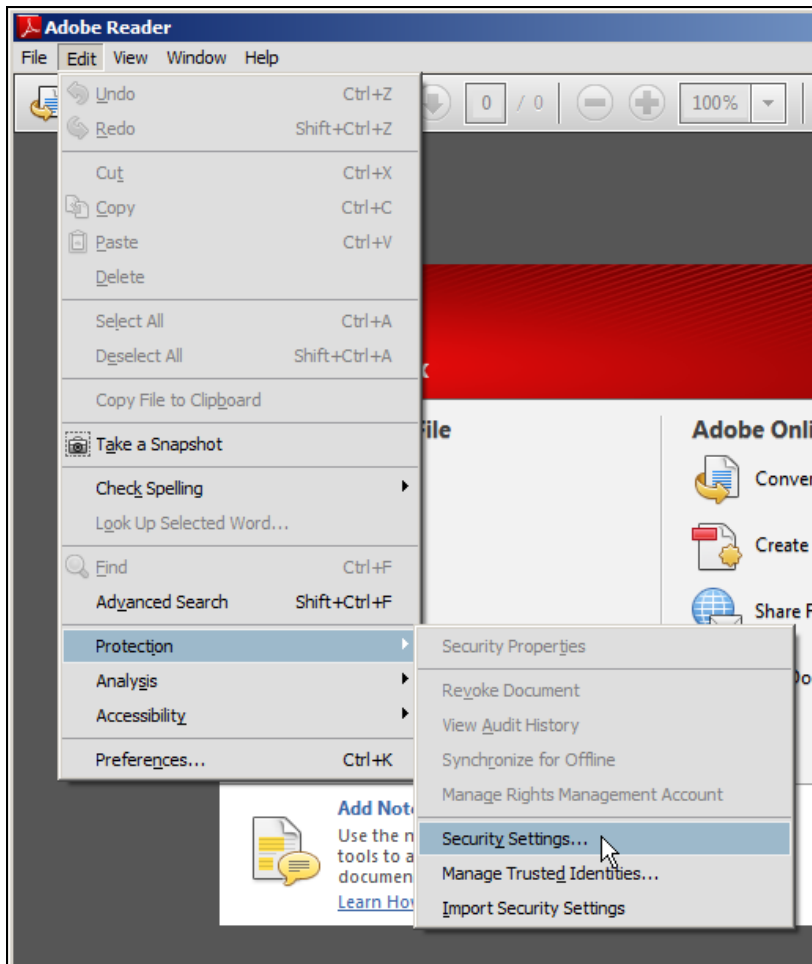 Adobe Reader
File Edit View Window Help
0 / 0 100%
Undo Ctrl+Z
Redo Shift+Ctrl+Z
Cut Ctrl+X
Copy Ctrl+C
Paste Ctrl+V
Delete
Select All Ctrl+A
Deselect All Shift+Ctrl+A
Copy File to Clipboard
Take a Snapshot
Check Spelling
Look Up Selected Word...
Find Ctrl+F
Advanced Search Shift+Ctrl+F
Protection
Analysis
Accessibility
Preferences... Ctrl+K
Security Properties
Revoke Document
View Audit History
Synchronize for Offline
Manage Rights Management Account
Security Settings...
Manage Trusted Identities...
Import Security Settings
File
Adobe Onli
Conver
Create
Share F
Add Note
Use the n
tools to a
documen
Learn How